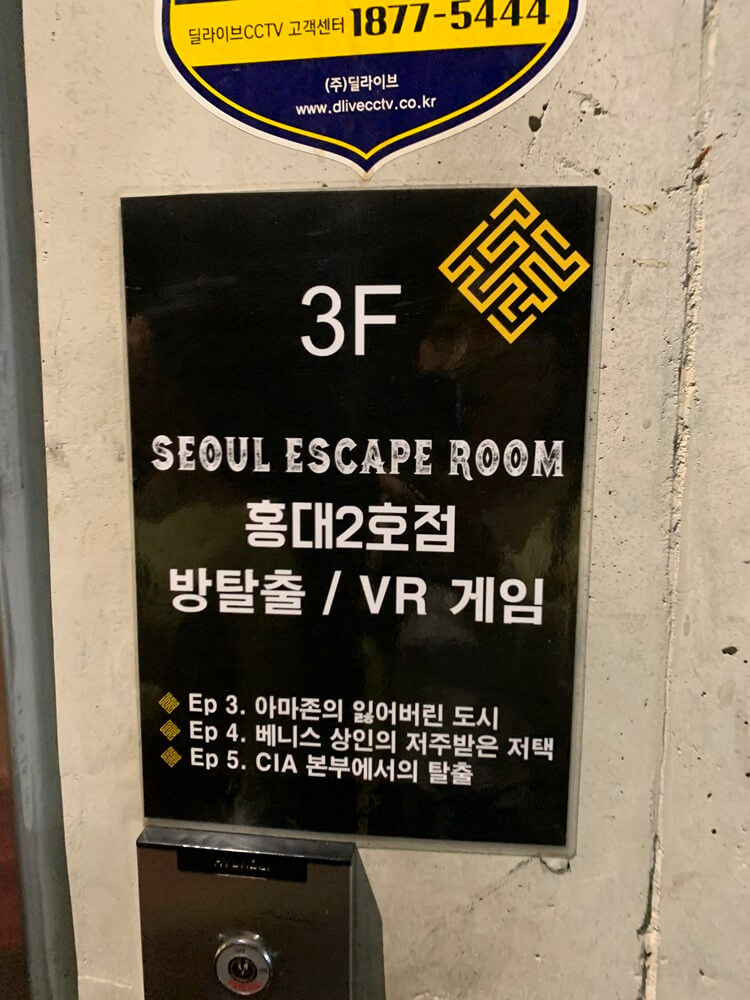 딜라이브CCTV 고객센터 1877-5444
(주)딜라이브
www.dlivecctv.co.kr
3F
SEOUL ESCAPE ROOM
홍대2호점
방탈출 / VR 게임
Ep 3. 아마존의 잃어버린 도시
Ep 4. 베니스 상인의 저주받은 저택
Ep 5. CIA 본부에서의 탈출